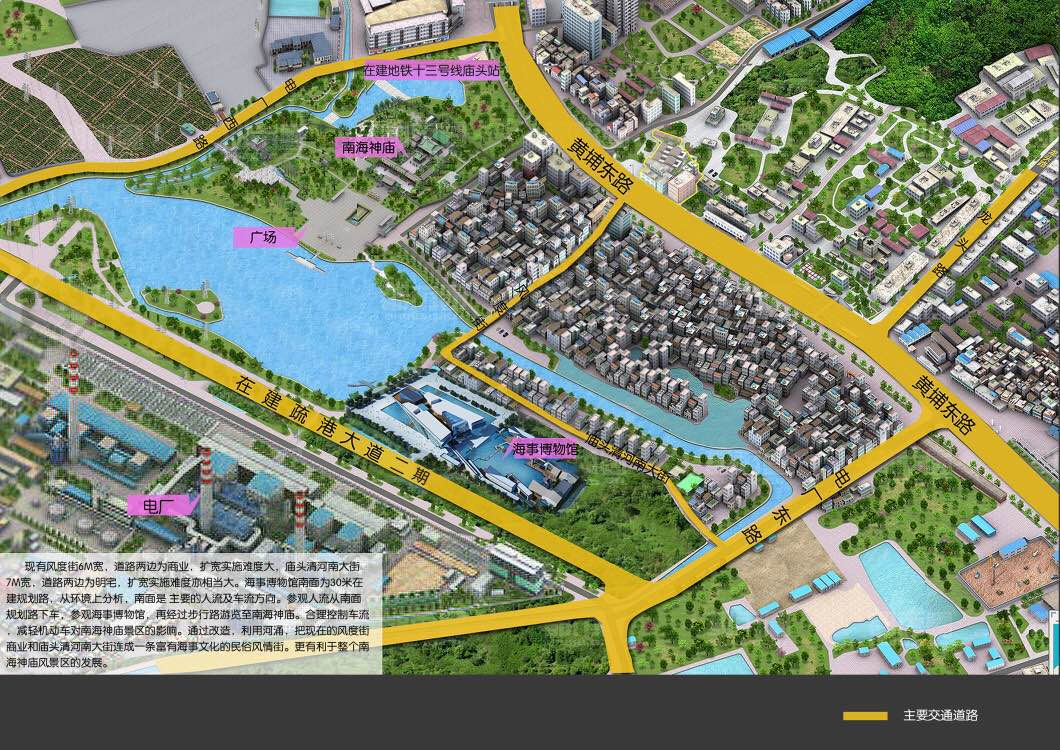 在建地铁十三号线庙头站
电
厂
西
路
南海神庙
黄埔东路
广场
龙
头
路
风
度
街
黄埔东路
在建疏港大道二期
海事博物馆
庙头清河南大街
电
厂
东
路
电厂
现有风度街6M宽，道路两边为商业，扩宽实施难度大，庙头清河南大街
7M宽，道路两边为明宅，扩宽实施难度亦相当大。海事博物馆南面为30米在
建规划路，从环境上分析，南面是 主要的人流及车流方向。参观人流从南面
规划路下车，参观海事博物馆，再经过步行路游览至南海神庙。合理控制车流
，减轻机动车对南海神庙景区的影响。通过改造，利用河涌，把现在的风度街
商业和庙头清河南大街连成一条富有海事文化的民俗风情街。更有利于整个南
海神庙风景区的发展。
主要交通道路